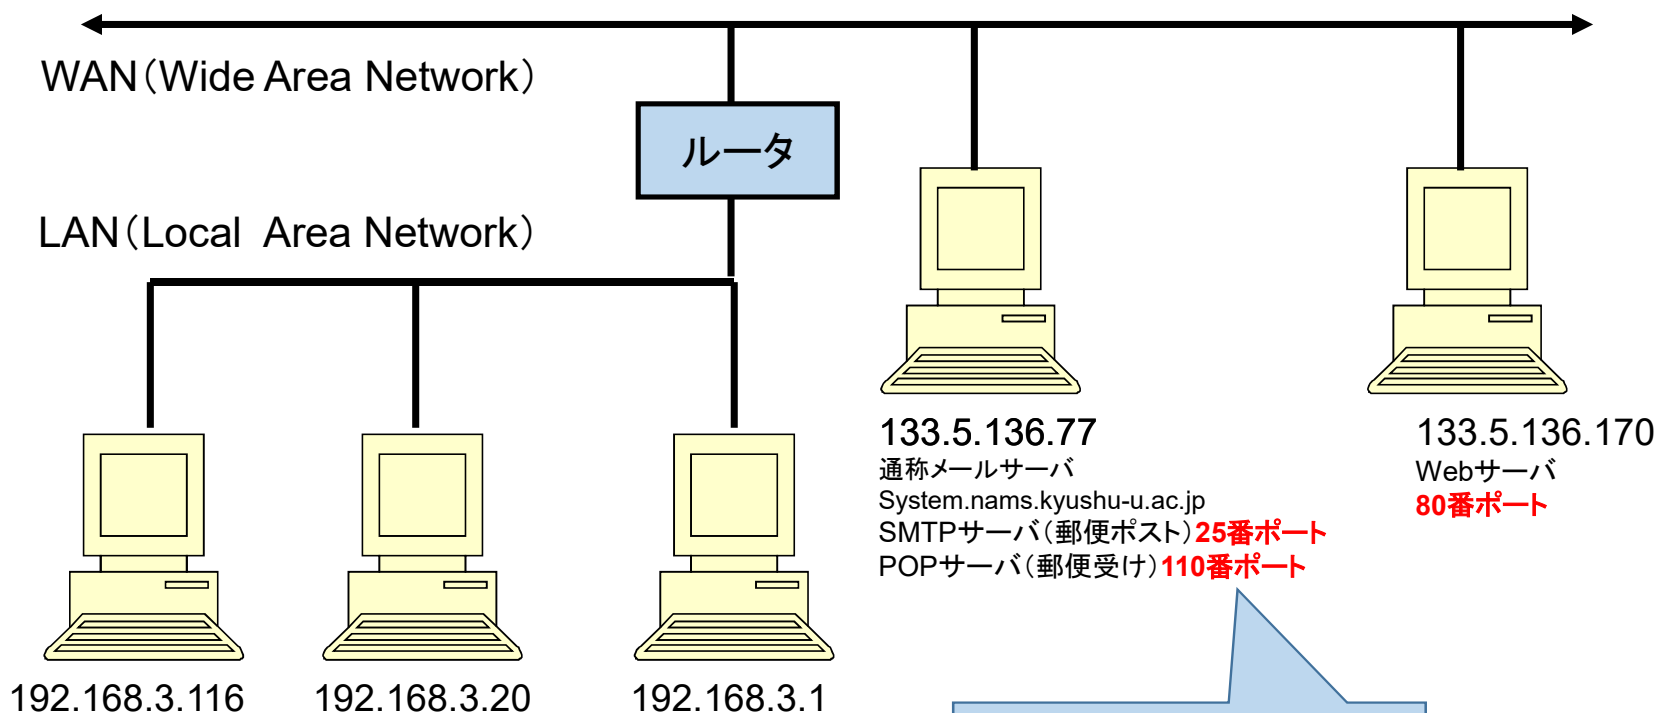 WAN（Wide Area Network）
ルータ
LAN（Local Area Network）
133.5.136.77
通称メールサーバ
System.nams.kyushu-u.ac.jp
SMTPサーバ（郵便ポスト）25番ポート
POPサーバ（郵便受け）110番ポート
133.5.136.170
Webサーバ
80番ポート
192.168.3.116
192.168.3.20
192.168.3.1